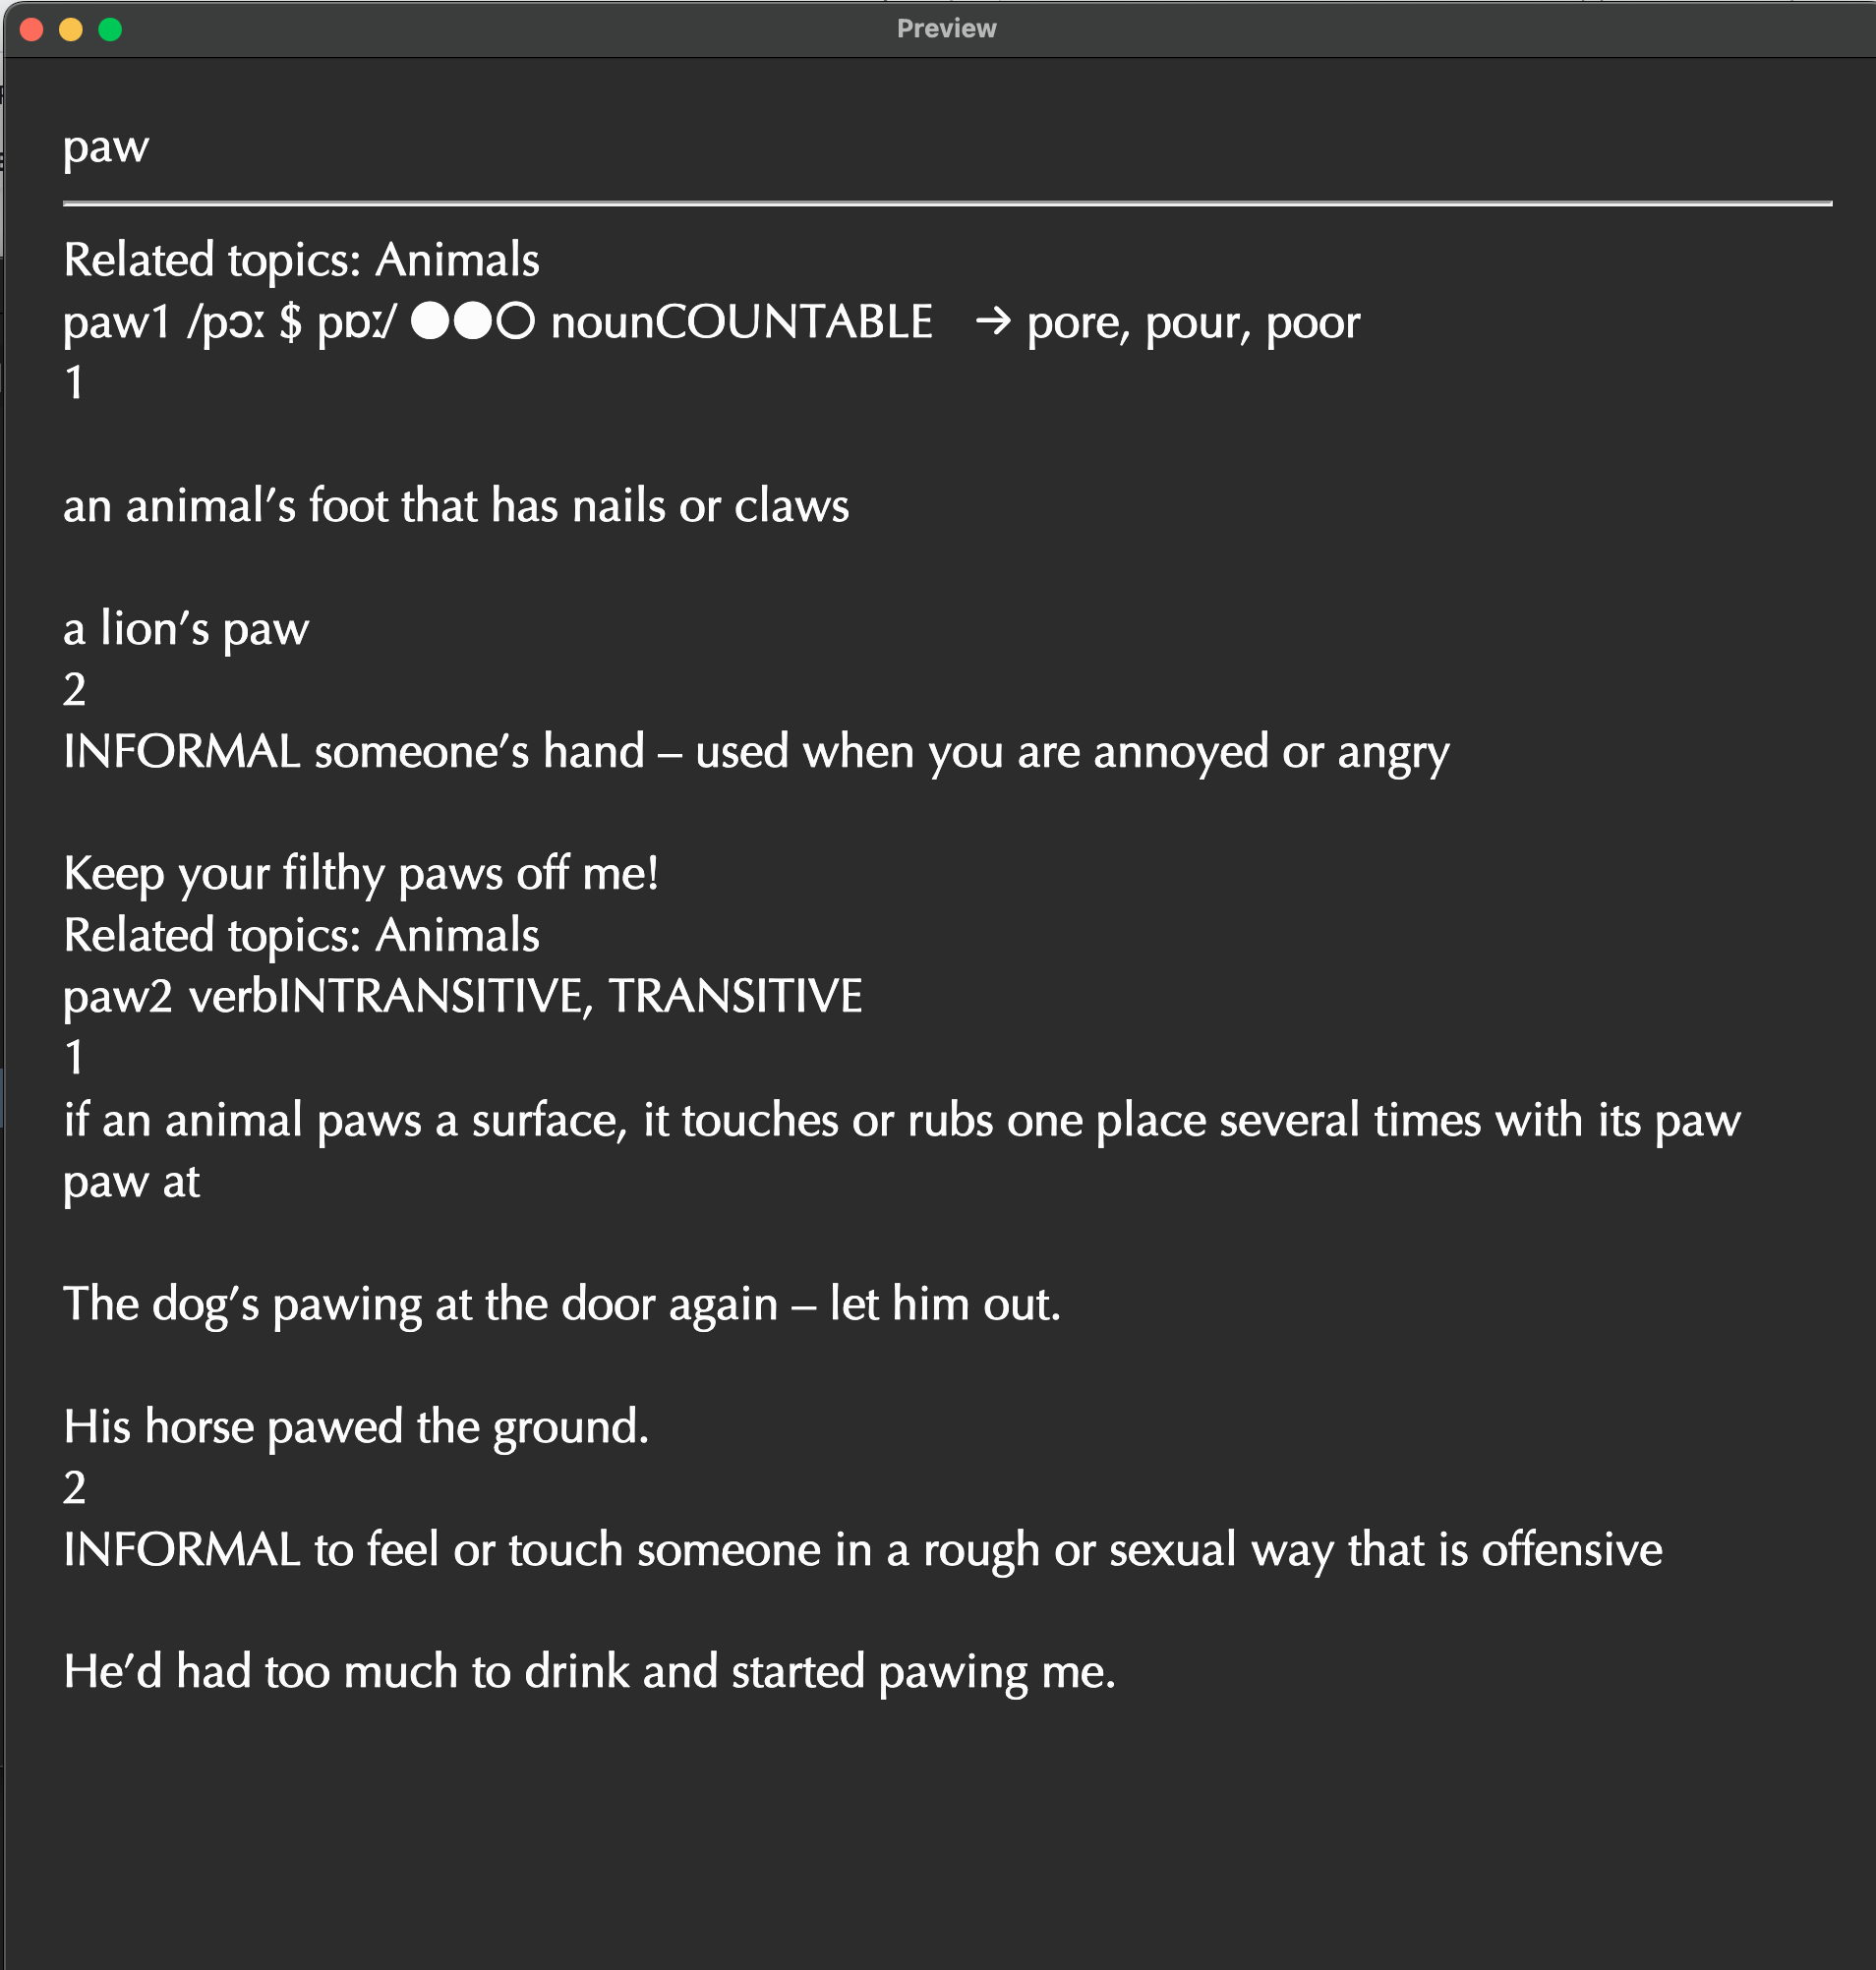 Preview
paw
Related topics: Animals
paw1 /pɔː $ pɒː/ ●●○ nounCOUNTABLE → pore, pour, poor
1
an animal’s foot that has nails or claws
a lion’s paw
2
INFORMAL someone’s hand – used when you are annoyed or angry
Keep your filthy paws off me!
Related topics: Animals
paw2 verbINTRANSITIVE, TRANSITIVE
1
if an animal paws a surface, it touches or rubs one place several times with its paw
paw at
The dog’s pawing at the door again – let him out.
His horse pawed the ground.
2
INFORMAL to feel or touch someone in a rough or sexual way that is offensive
He’d had too much to drink and started pawing me.